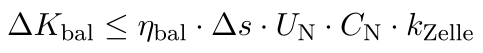 ΔK_bal ≤ η_bal · Δs · U_N · C_N · k_Zelle